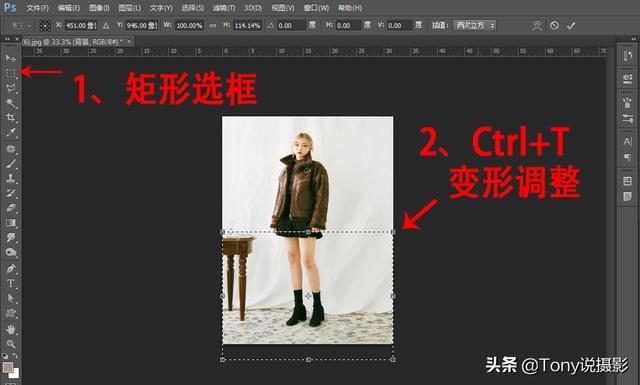 Ps 文件(F) 编辑(E) 图像(I) 图层(L) 文字(Y) 选择(S) 滤镜(T) 3D(D) 视图(V) 窗口(W) 帮助(H)
X: 451.00 像 Y: 946.00 像 W: 100.00% H: 114.14% 0.00 度 H: 0.00 度 V: 0.00 度 插值: 两次立方
(6).jpg @ 33.3% (背景, RGB/8#) * ×
1、矩形选框
2、Ctrl+T
变形调整
头条 @Tony说摄影